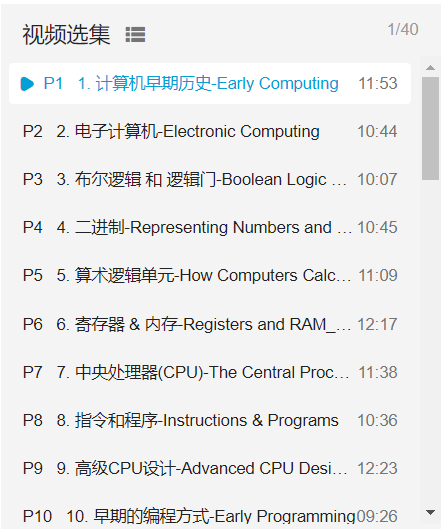 视频选集
1/40
P1 1. 计算机早期历史-Early Computing 11:53
P2 2. 电子计算机-Electronic Computing 10:44
P3 3. 布尔逻辑 和 逻辑门-Boolean Logic ... 10:07
P4 4. 二进制-Representing Numbers and ... 10:45
P5 5. 算术逻辑单元-How Computers Calc... 11:09
P6 6. 寄存器 & 内存-Registers and RAM_... 12:17
P7 7. 中央处理器(CPU)-The Central Proc... 11:38
P8 8. 指令和程序-Instructions & Programs 10:36
P9 9. 高级CPU设计-Advanced CPU Desi... 12:23
P10 10. 早期的编程方式-Early Programming 09:26